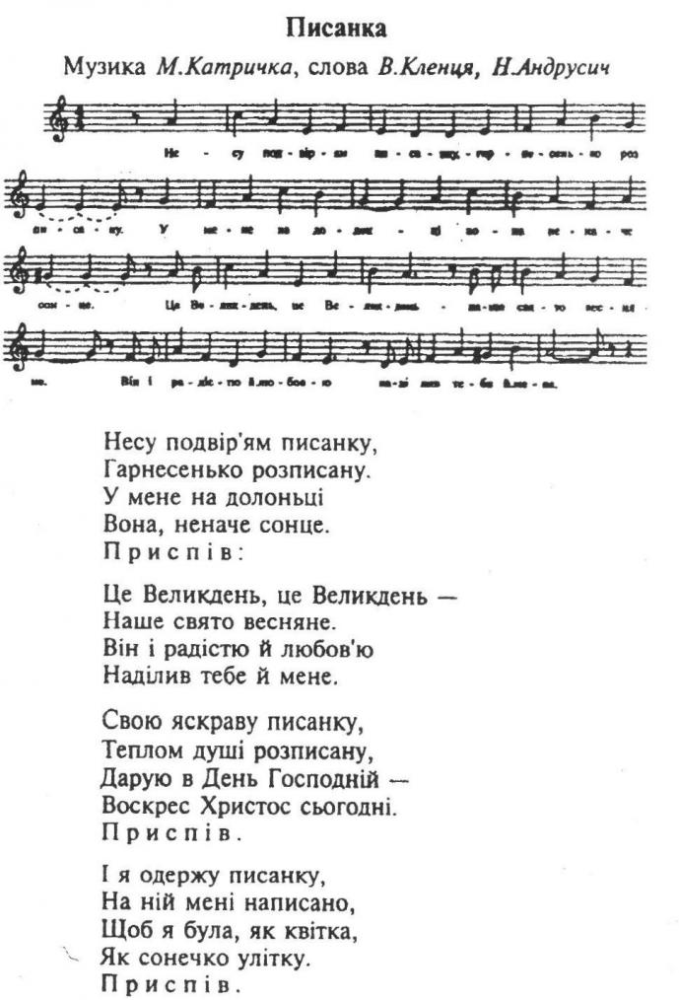 Писанка
Музика М.Катричка, слова В.Кленця, Н.Андрусич
Не - су под - вір - ям пи - са - нку, гар - не - сень - ко роз
пи - са - ну. У ме - не на до - лонь - ці во - на не - на - че
сон - це. Це Ве - лик - день, це Ве - лик - день - на - ше свя - то вес - ня -
не. Він і ра - діс - тю й лю - бов - ю на - ді - лив те - бе й ме - не.
Несу подвір'ям писанку,
Гарнесенько розписану.
У мене на долоньці
Вона, неначе сонце.
Приспів:
Це Великдень, це Великдень —
Наше свято весняне.
Він і радістю й любов'ю
Наділив тебе й мене.
Свою яскраву писанку,
Теплом душі розписану,
Дарую в День Господній —
Воскрес Христос сьогодні.
Приспів.
І я одержу писанку,
На ній мені написано,
Щоб я була, як квітка,
Як сонечко улітку.
Приспів.